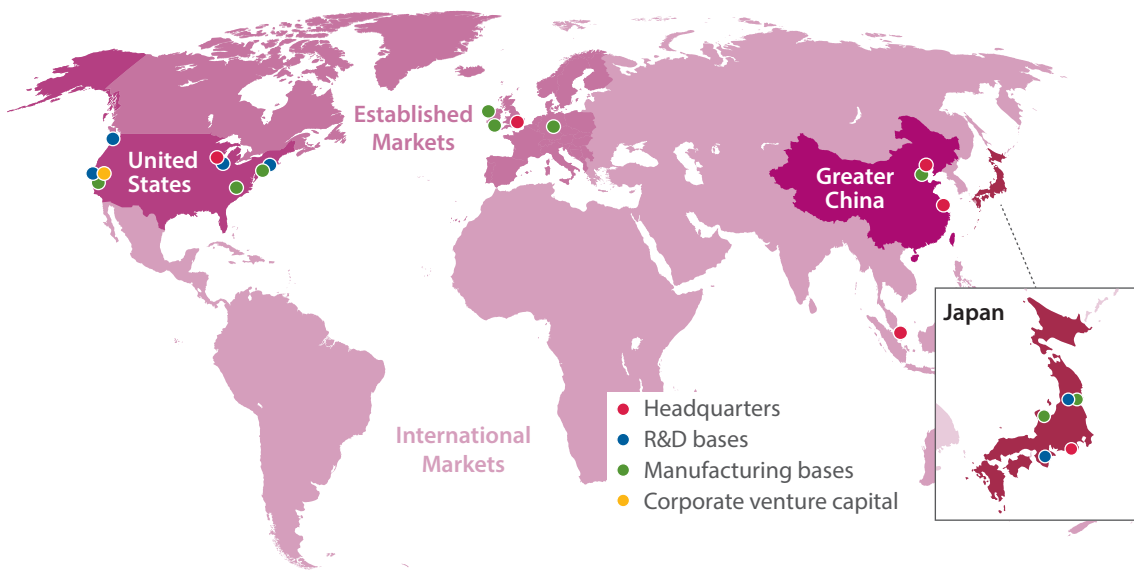 Established
Markets
United
States
Greater
China
Japan
International
Markets
Headquarters
R&D bases
Manufacturing bases
Corporate venture capital